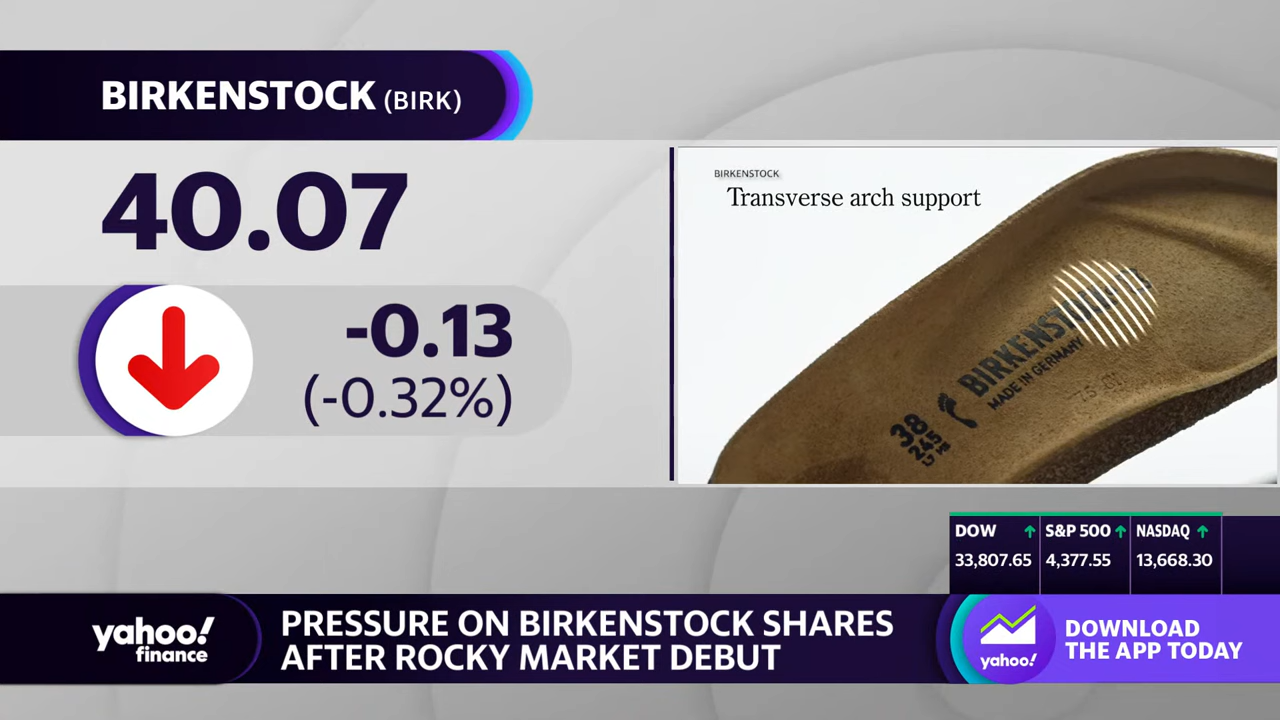 BIRKENSTOCK (BIRK)
40.07
-0.13
(-0.32%)
BIRKENSTOCK
Transverse arch support
BIRKENSTOCK
MADE IN GERMANY
38
245
DOW
33,807.65
S&P 500
4,377.55
NASDAQ
13,668.30
yahoo!
finance
PRESSURE ON BIRKENSTOCK SHARES
AFTER ROCKY MARKET DEBUT
yahoo!
DOWNLOAD
THE APP TODAY